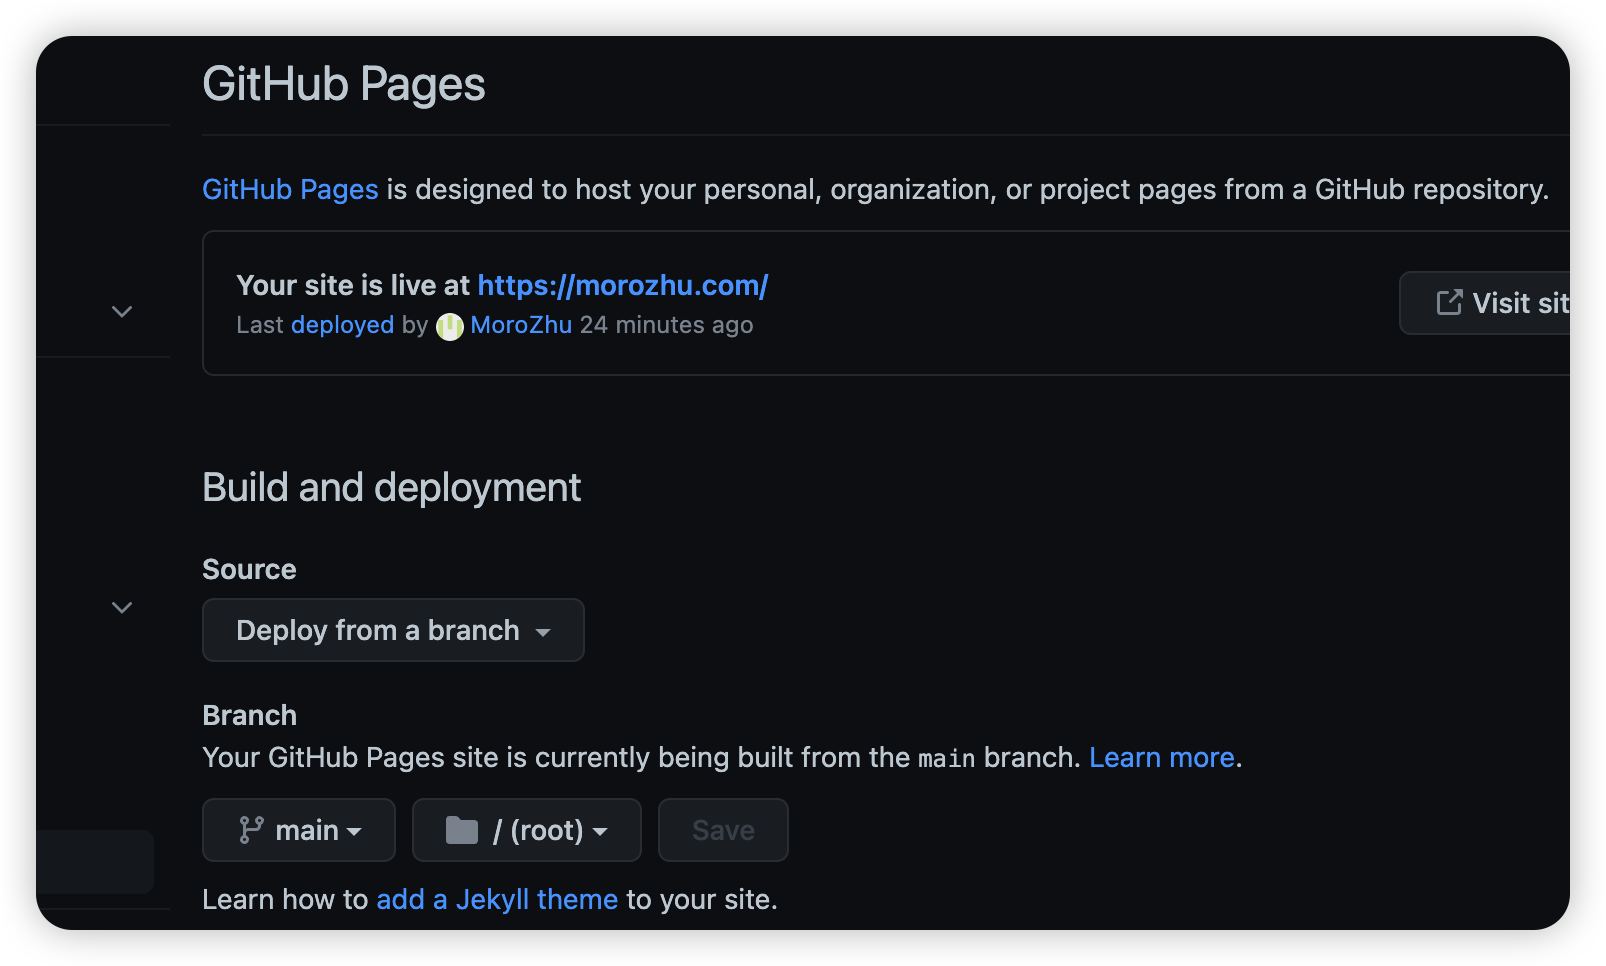 GitHub Pages
GitHub Pages is designed to host your personal, organization, or project pages from a GitHub repository.
Your site is live at https://morozhu.com/
Visit sit
Last deployed by MoroZhu 24 minutes ago
Build and deployment
Source
Deploy from a branch
Branch
Your GitHub Pages site is currently being built from the main branch. Learn more.
main / (root) Save
Learn how to add a Jekyll theme to your site.